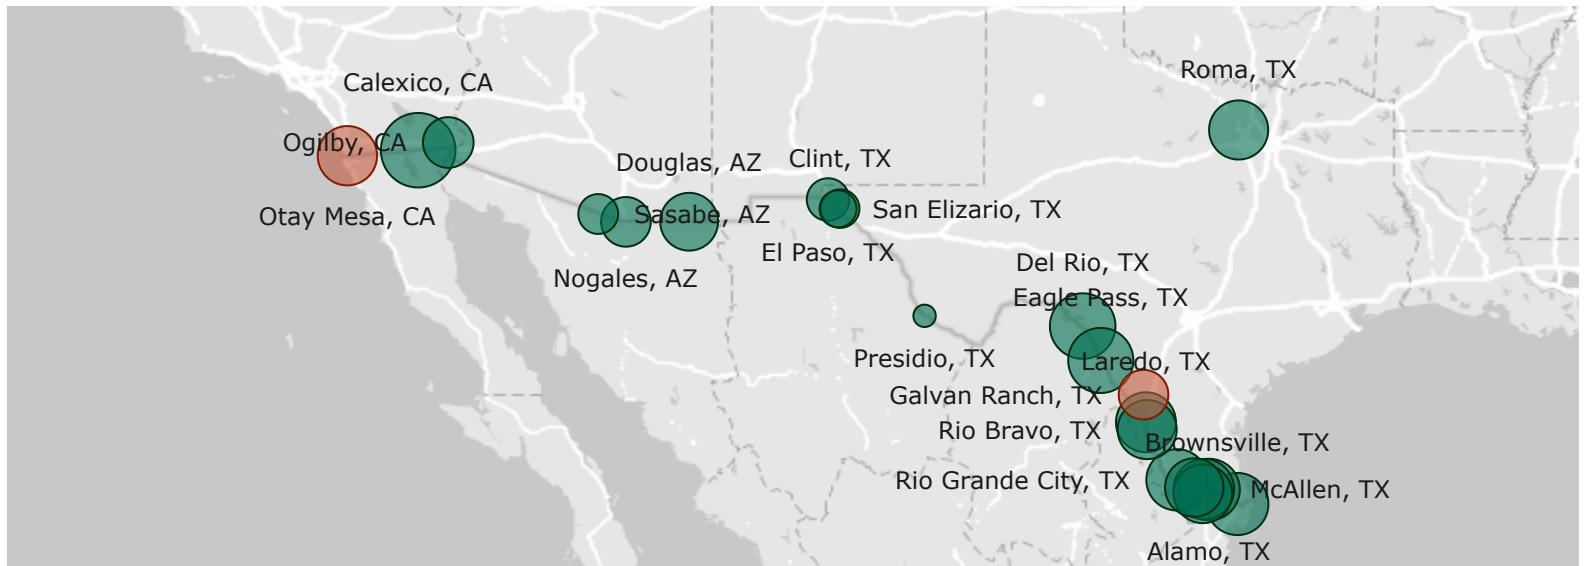 Roma, TX
Calexico, CA
Ogilby, CA
Douglas, AZ
Clint, TX
Otay Mesa, CA
Sasabe, AZ
San Elizario, TX
El Paso, TX
Nogales, AZ
Del Rio, TX
Eagle Pass, TX
Presidio, TX
Laredo, TX
Galvan Ranch, TX
Rio Bravo, TX
Brownsville, TX
Rio Grande City, TX
McAllen, TX
Alamo, TX